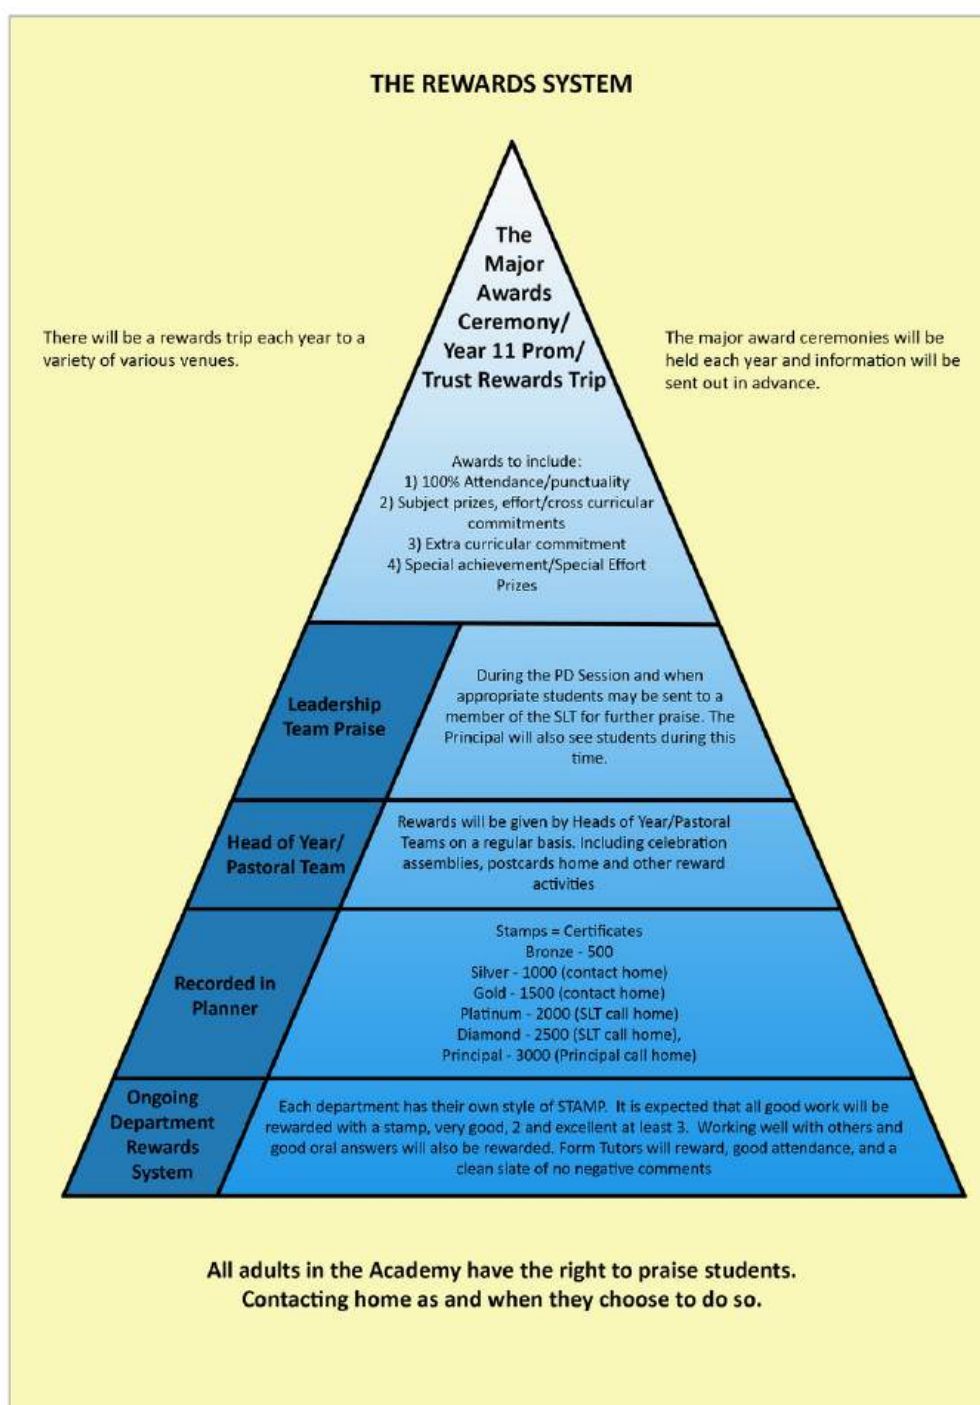 THE REWARDS SYSTEM
The
Major
Awards
Ceremony/
Year 11 Prom/
Trust Rewards Trip
There will be a rewards trip each year to a
variety of various venues.
The major award ceremonies will be
held each year and information will be
sent out in advance.
Awards to include:
1) 100% Attendance/punctuality
2) Subject prizes, effort/cross curricular
commitments
3) Extra curricular commitment
4) Special achievement/Special Effort
Prizes
Leadership
Team Praise
During the PD Session and when
appropriate students may be sent to a
member of the SLT for further praise. The
Principal will also see students during this
time.
Head of Year/
Pastoral Team
Rewards will be given by Heads of Year/Pastoral
Teams on a regular basis. Including celebration
assemblies, postcards home and other reward
activities
Recorded in
Planner
Stamps = Certificates
Bronze - 500
Silver - 1000 (contact home)
Gold - 1500 (contact home)
Platinum - 2000 (SLT call home)
Diamond - 2500 (SLT call home),
Principal - 3000 (Principal call home)
Ongoing
Department
Rewards
System
Each department has their own style of STAMP. It is expected that all good work will be
rewarded with a stamp, very good, 2 and excellent at least 3. Working well with others and
good oral answers will also be rewarded. Form Tutors will reward, good attendance, and a
clean slate of no negative comments
All adults in the Academy have the right to praise students.
Contacting home as and when they choose to do so.